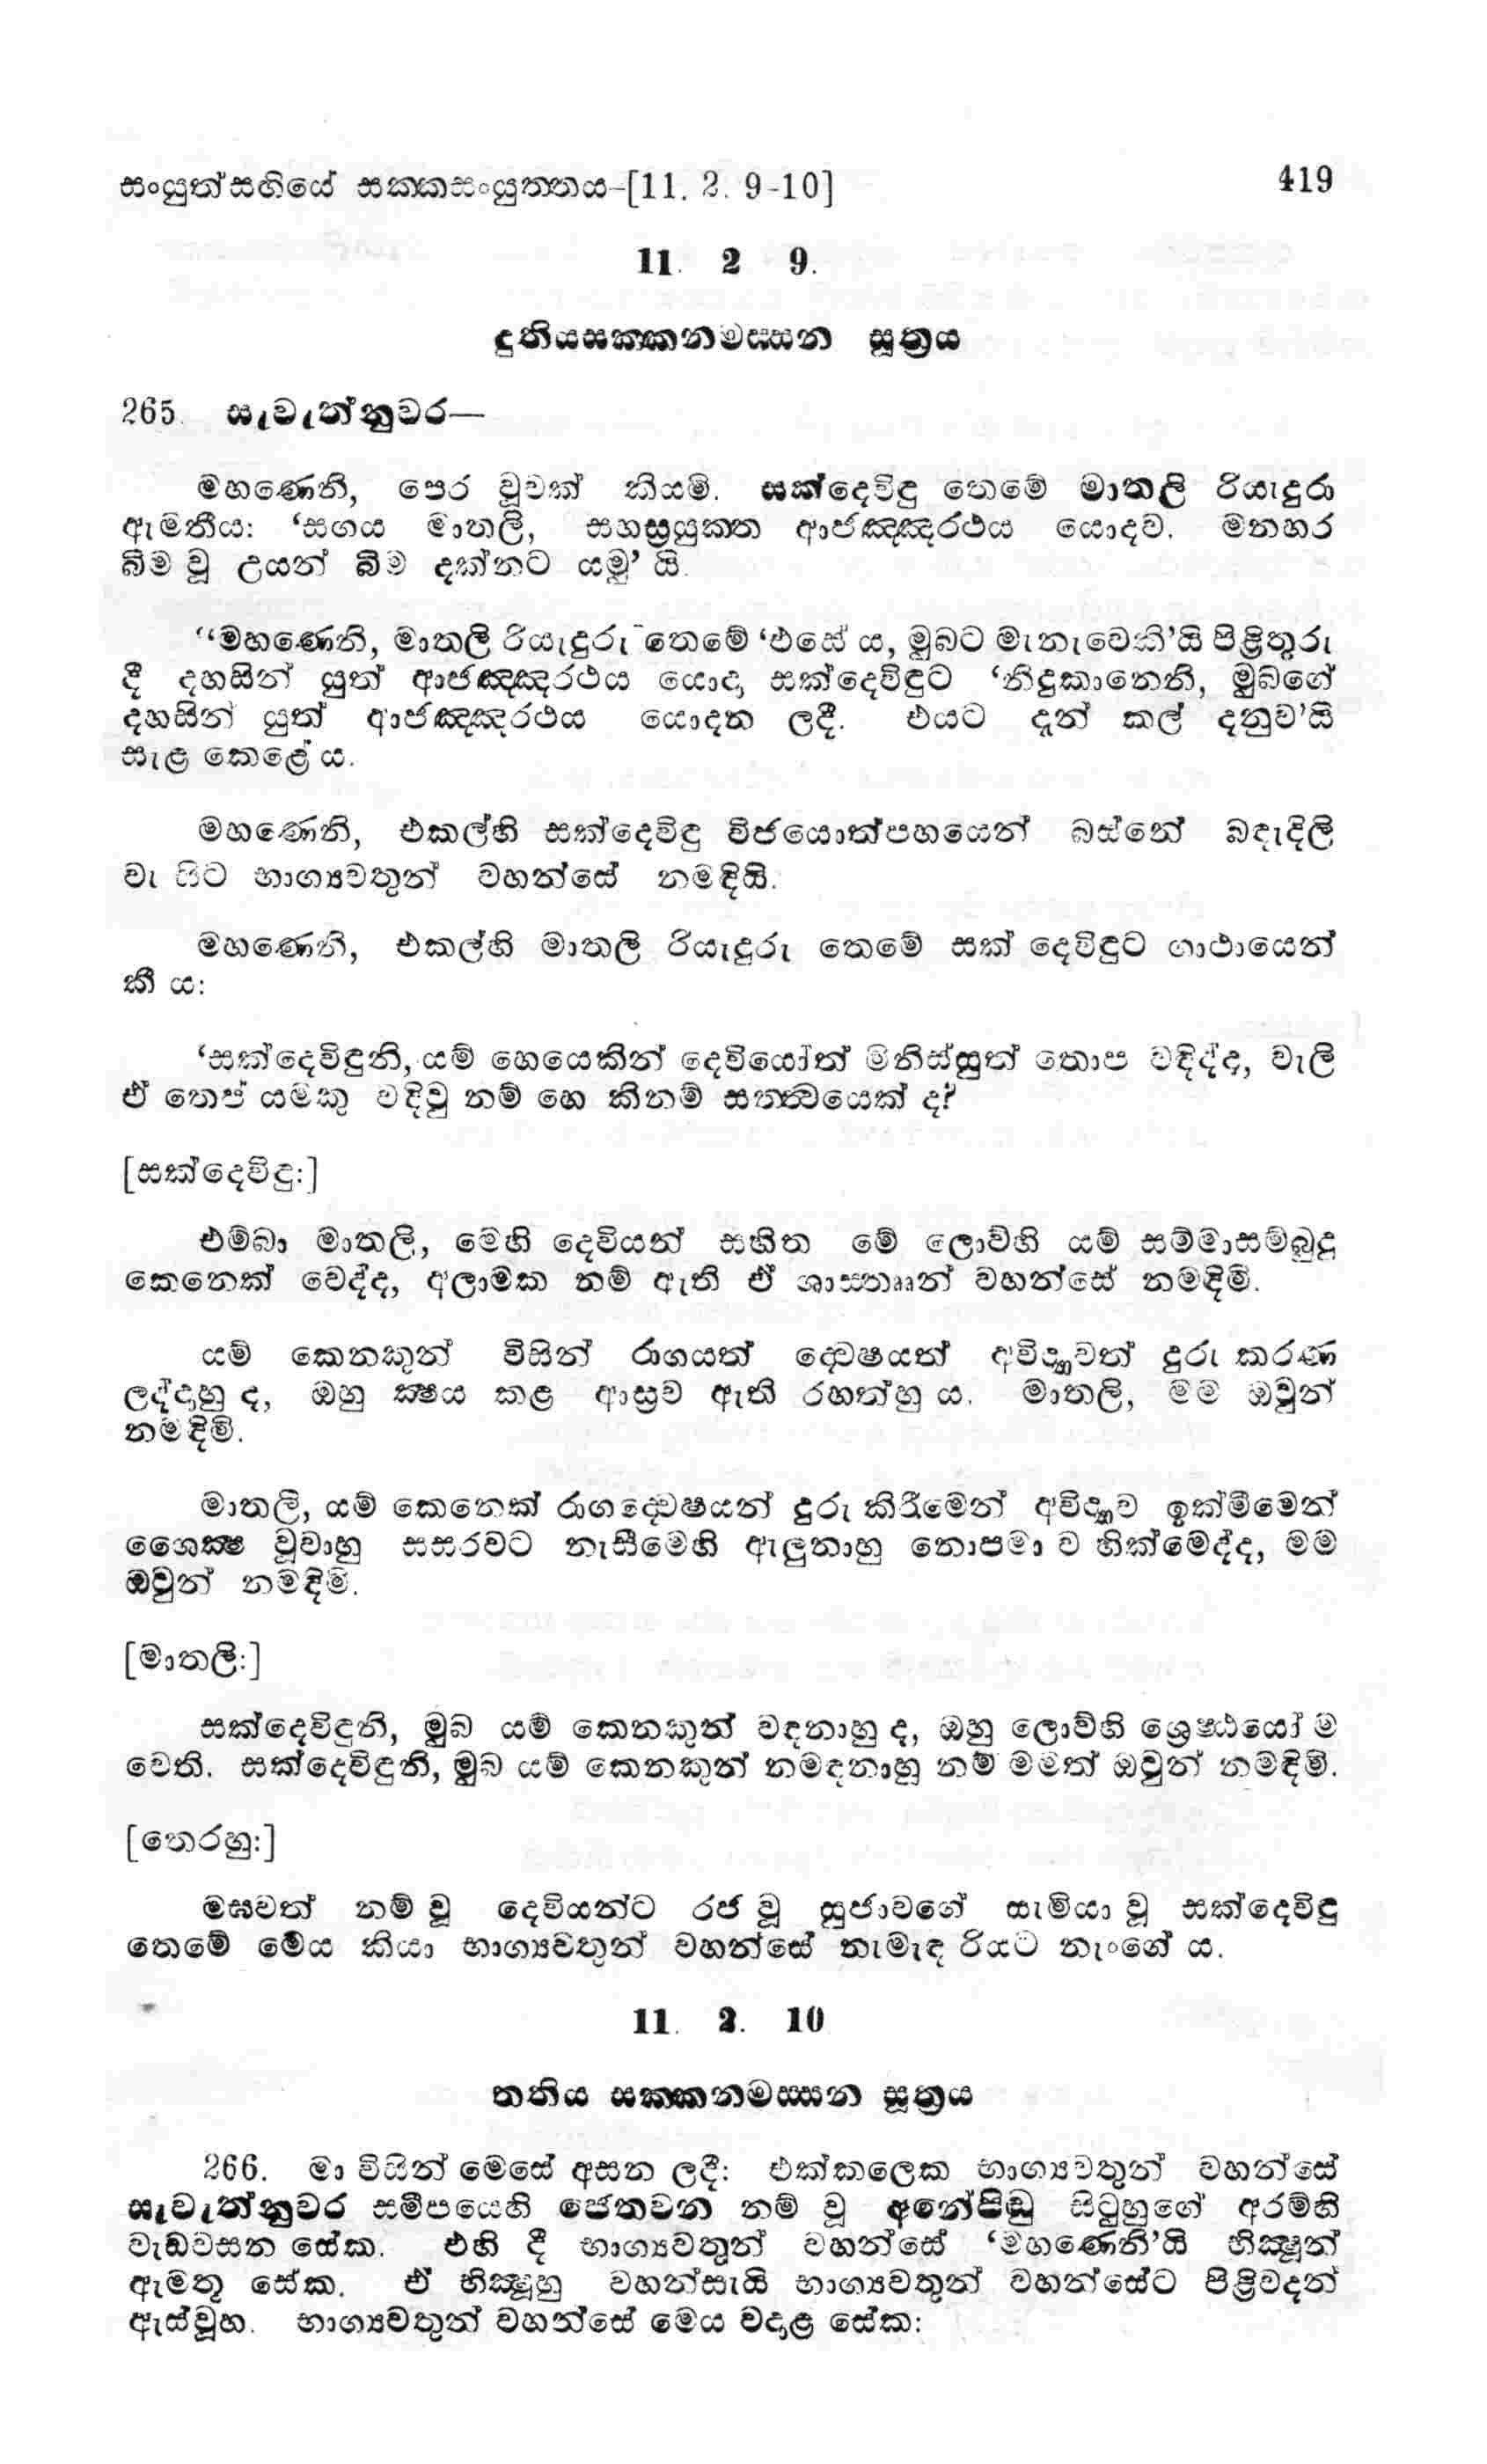 සංයුත්සඟියේ සක්කසංයුත්තය-[11. 2. 9-10]
419
11. 2 9.
දුතියසක්කනමස්සන සූත්‍රය
265. සැවැත්නුවර—
මහණෙනි, පෙර වූවක් කියමි. සක්දෙවිඳු තෙමේ මාතලි රියැදුරා
ඇමතීය: ‘සගය මාතලි, සහස්‍රයුක්ත ආජඤ්ඤරථය යොදව. මනහර
බිම වූ උයන් බිම දක්නට යමු’ යි.
“මහණෙනි, මාතලි රියැදුරු තෙමේ ‘එසේ ය, මුබට මැනැවෙකි’යි පිළිතුරු
දී දහසින් යුත් ආජඤ්ඤරථය යොද, සක්දෙවිඳුට ‘නිදුකානෙනි, මුබගේ
දහසින් යුත් ආජඤ්ඤරථය යොදන ලදී. එයට දැන් කල් දනුව’යි
සැළ කෙළේ ය.
මහණෙනි, එකල්හි සක්දෙවිඳු විජයොත්පහයෙන් බස්නේ බදැදිලි
වැ සිට භාග්‍යවතුන් වහන්සේ නමඳියි.
මහණෙනි, එකල්හි මාතලි රියැදුරු තෙමේ සක් දෙවිඳුට ගාථායෙන්
කී ය:
‘සක්දෙවිඳුනි, යම් හෙයෙකින් දෙවියෝත් මිනිස්සුත් තොප වඳිද්ද, වැලි
ඒ තෙප් යමකු වඳිවු නම් හෙ කිනම් සත්ත්‍වයෙක් ද?
[සක්දෙවිඳු:]
එම්බා මාතලි, මෙහි දෙවියන් සහිත මේ ලොව්හි යම් සම්මාසම්බුදු
කෙනෙක් වෙද්ද, අලාමක නම් ඇති ඒ ශාස්තෲන් වහන්සේ නමඳිමි.
යම් කෙනකුන් විසින් රාගයත් ද්වේෂයත් අවිද්‍යාවත් දුරු කරණ
ලද්දහු ද, ඔහු ක්ෂය කළ ආස්‍රව ඇති රහත්හු ය. මාතලි, මම ඔවුන්
නමඳිමි.
මාතලි, යම් කෙනෙක් රාගද්වේෂයන් දුරු කිරීමෙන් අවිද්‍යාව ඉක්මීමෙන්
ශෛක්ෂ වූවාහු සසරවට නැසීමෙහි ඇලුනාහු නොපමා ව හික්මෙද්ද, මම
ඔවුන් නමඳිමි.
[මාතලි:]
සක්දෙවිඳුනි, මුබ යම් කෙනකුන් වඳනාහු ද, ඔහු ලොව්හි ශ්‍රෙෂ්ඨයෝ ම
වෙති. සක්දෙවිඳුනි, මුබ යම් කෙනකුන් නමඳනාහු නම් මමත් ඔවුන් නමඳිමි.
[තෙරහු:]
මඝවත් නම් වූ දෙවියන්ට රජ වූ සුජාවගේ සැමියා වූ සක්දෙවිඳු
තෙමේ මෙය කියා භාග්‍යවතුන් වහන්සේ නැමැඳ රියට නැංගේ ය.
11. 2. 10
තතිය සක්කනමස්සන සූත්‍රය
266. මා විසින් මෙසේ අසන ලදී: එක්කලෙක භාග්‍යවතුන් වහන්සේ
සැවැත්නුවර සමීපයෙහි ජෙතවන නම් වූ අනේපිඬු සිටුහුගේ අරම්හි
වැඩවසන සේක. එහි දී භාග්‍යවතුන් වහන්සේ ‘මහණෙනි’යි භික්ෂූන්
ඇමතූ සේක. ඒ භික්ෂූහු වහන්සැයි භාග්‍යවතුන් වහන්සේට පිළිවදන්
ඇස්වූහ. භාග්‍යවතුන් වහන්සේ මෙය වදාළ සේක: